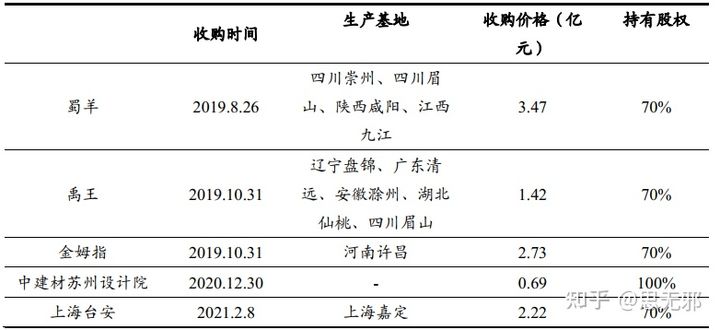 收购时间 生产基地 收购价格（亿元） 持有股权
蜀羊 2019.8.26 四川崇州、四川眉山、陕西咸阳、江西九江 3.47 70%
禹王 2019.10.31 辽宁盘锦、广东清远、安徽滁州、湖北仙桃、四川眉山 1.42 70%
金姆指 2019.10.31 河南许昌 2.73 70%
中建材苏州设计院 2020.12.30 - 0.69 100%
上海台安 2021.2.8 上海嘉定 2.22 70%
知乎 @思无邪